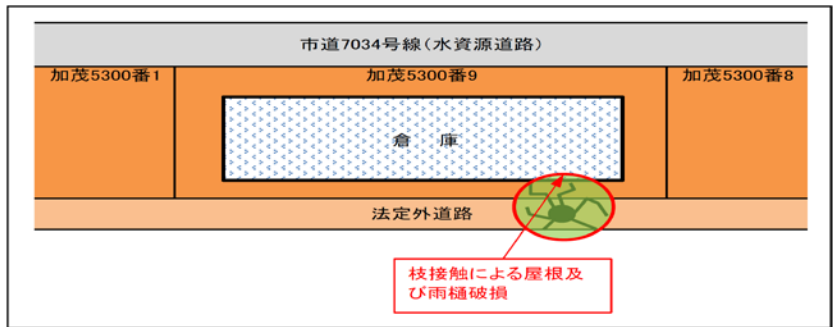 市道7034号線(水資源道路)
加茂5300番1
加茂5300番9
加茂5300番8
倉 庫
法定外道路
枝接触による屋根及
び雨樋破損